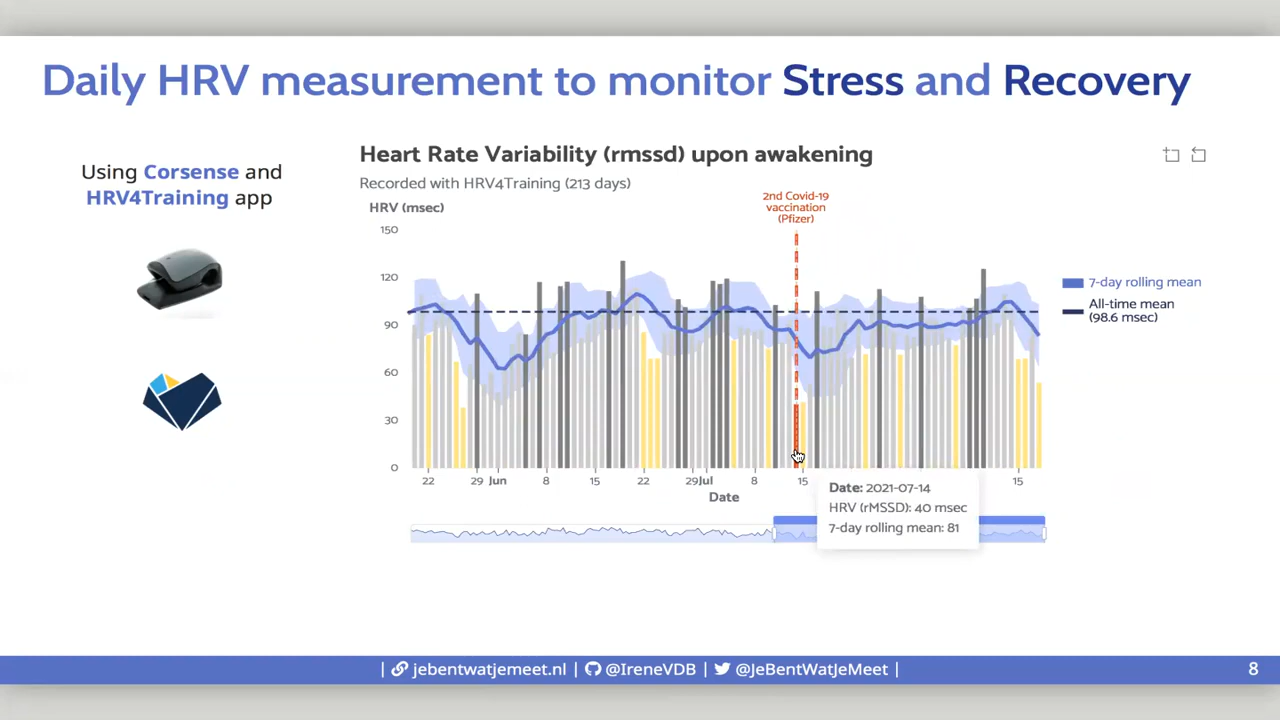 Daily HRV measurement to monitor Stress and Recovery
Using Corsense and
HRV4Training app
Heart Rate Variability (rmssd) upon awakening
Recorded with HRV4Training (213 days)
HRV (msec)
2nd Covid-19
vaccination
(Pfizer)
150
120
90
60
30
0
7-day rolling mean
All-time mean
(98.6 msec)
22 29 Jun 8 15 22 29 Jul 8 15 15
Date
Date: 2021-07-14
HRV (rMSSD): 40 msec
7-day rolling mean: 81
| jebentwatjemeet.nl | @IreneVDB | @JeBentWatJeMeet |
8